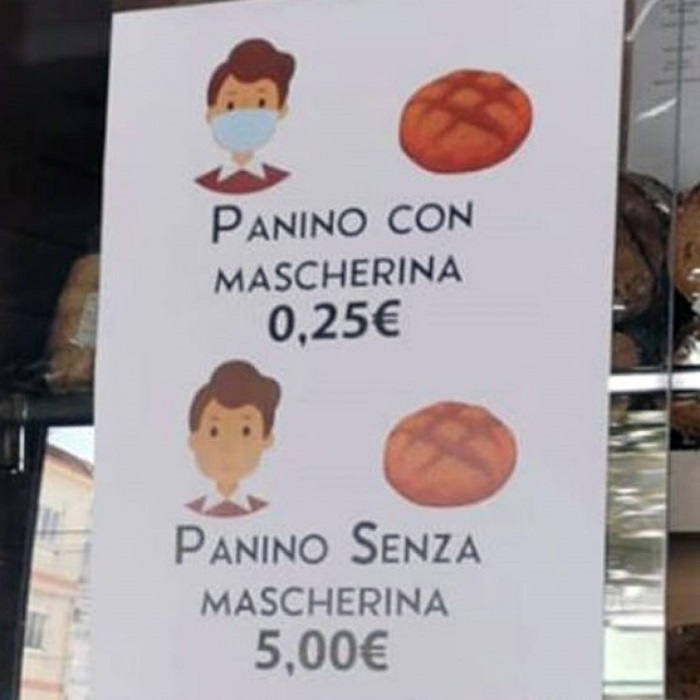 Panino con
mascherina
0,25€
Panino Senza
mascherina
5,00€